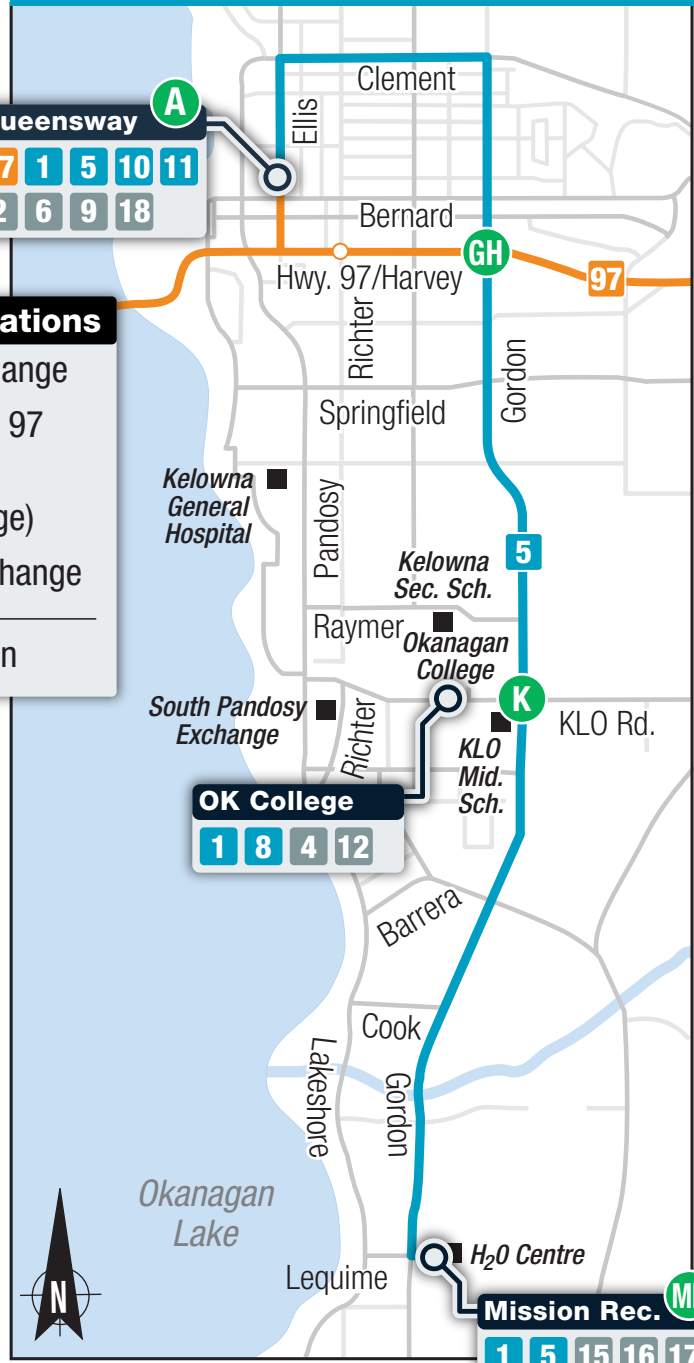 Clement
A
ueensway
Ellis
7 1 5 10 11
2 6 9 18
Bernard
GH
Hwy. 97/Harvey
97
ations
ange
97
ge)
hange
n
Richter
Gordon
Springfield
Kelowna
General
Hospital
Pandosy
5
Kelowna
Sec. Sch.
Raymer
Okanagan
College
K
South Pandosy
Exchange
Richter
KLO Rd.
KLO
Mid.
Sch.
OK College
1 8 4 12
Barrera
Cook
Lakeshore
Gordon
Okanagan
Lake
N
H₂O Centre
Lequime
Mission Rec.
M
1 5 15 16 17